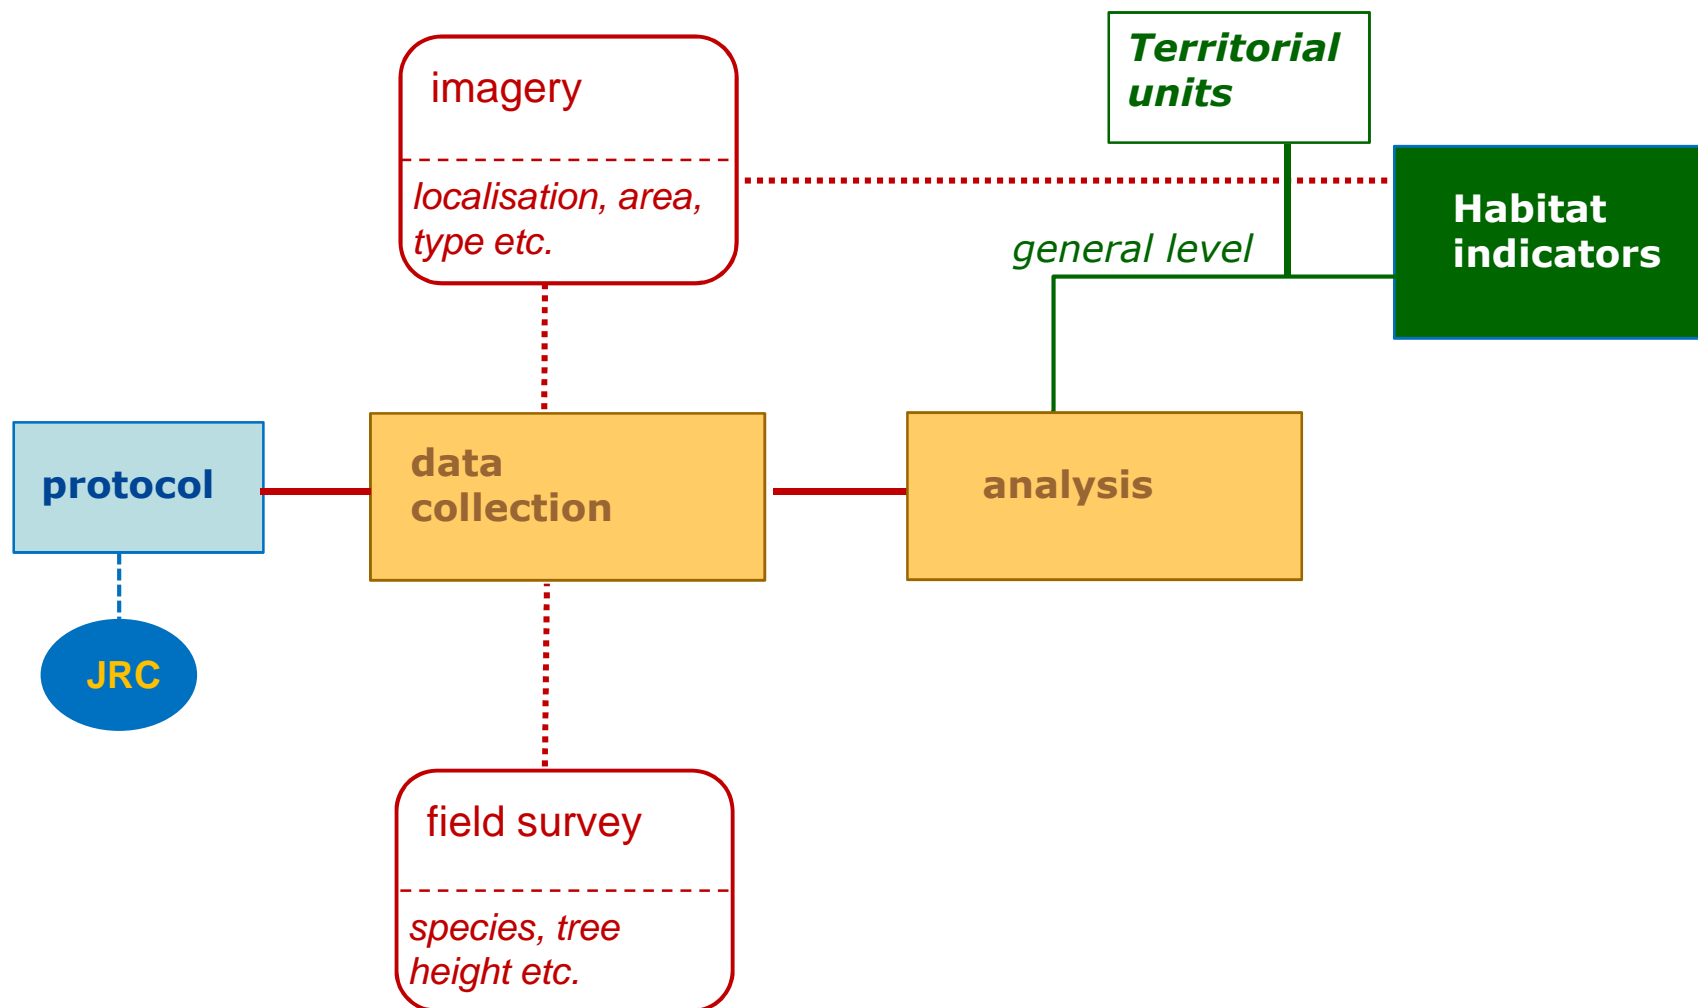 Territorial
units
imagery
localisation, area,
type etc.
Habitat
indicators
general level
protocol
data
collection
analysis
JRC
field survey
species, tree
height etc.